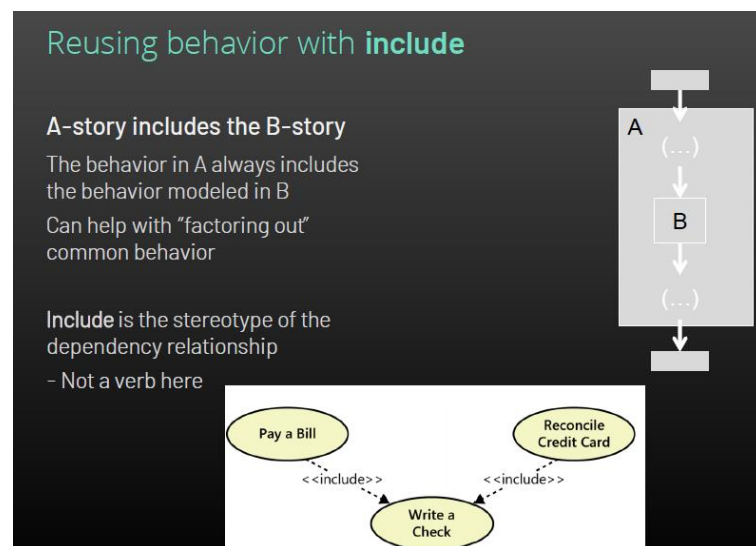 Reusing behavior with include
A-story includes the B-story
The behavior in A always includes
the behavior modeled in B
Can help with “factoring out”
common behavior
Include is the stereotype of the
dependency relationship
- Not a verb here
A
(...)
B
(...)
Pay a Bill
Reconcile
Credit Card
<<include>>
<<include>>
Write a
Check